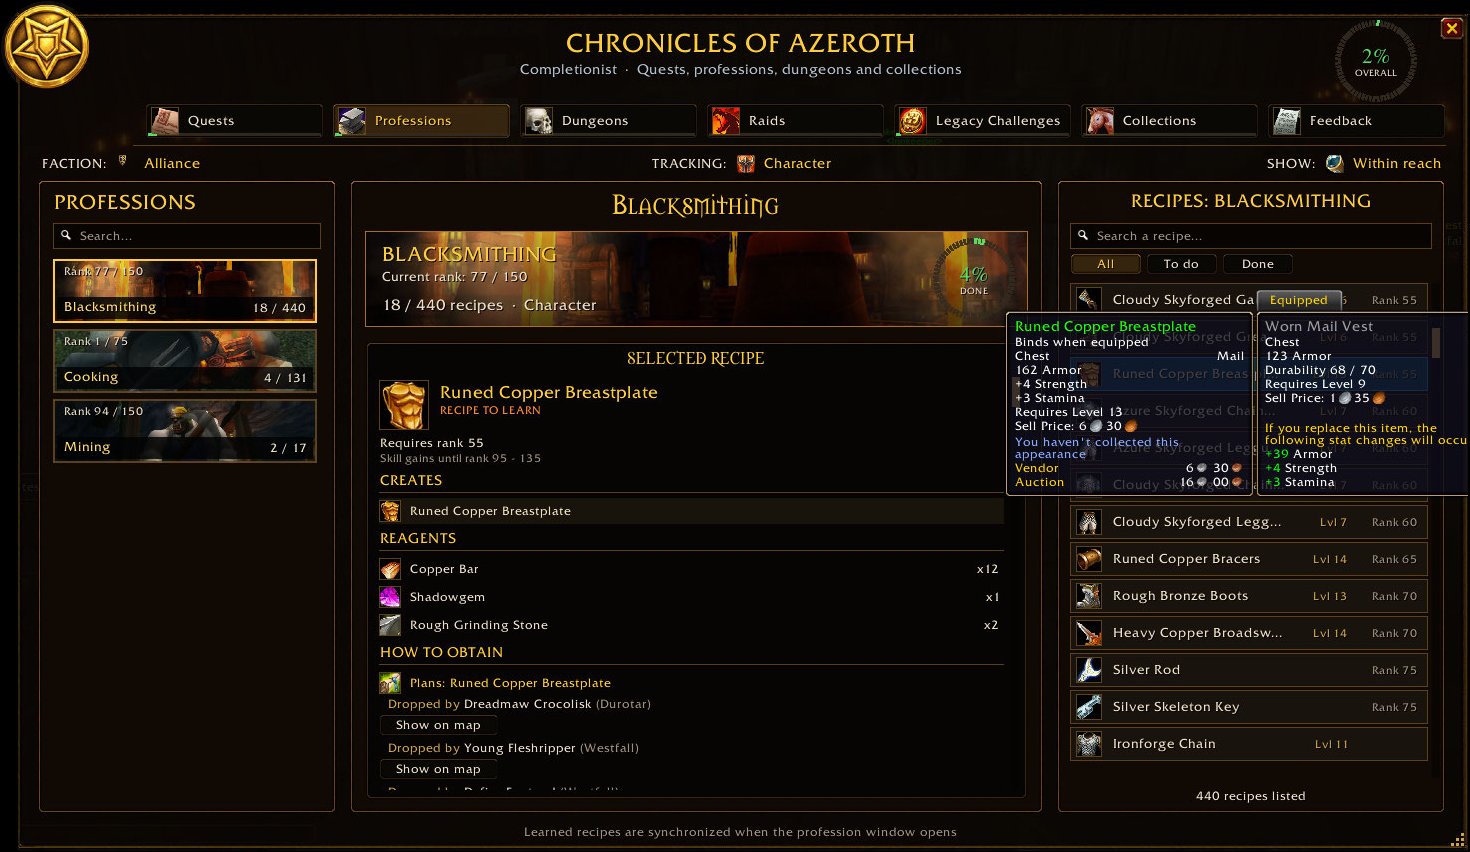 CHRONICLES OF AZEROTH
Completionist · Quests, professions, dungeons and collections
2%
OVERALL
Quests
Professions
Dungeons
Raids
Legacy Challenges
Collections
Feedback
FACTION: Alliance
TRACKING: Character
SHOW: Within reach
PROFESSIONS
Search...
Rank 77 / 150
Blacksmithing 18 / 440
Rank 1 / 75
Cooking 4 / 131
Rank 94 / 150
Mining 2 / 17
Blacksmithing
BLACKSMITHING
Current rank: 77 / 150
18 / 440 recipes · Character
4%
DONE
SELECTED RECIPE
Runed Copper Breastplate
RECIPE TO LEARN
Requires rank 55
Skill gains until rank 95 - 135
CREATES
Runed Copper Breastplate
REAGENTS
Copper Bar x12
Shadowgem x1
Rough Grinding Stone x2
HOW TO OBTAIN
Plans: Runed Copper Breastplate
Dropped by Dreadmaw Crocolisk (Durotar)
Show on map
Dropped by Young Fleshripper (Westfall)
Show on map
RECIPES: BLACKSMITHING
Search a recipe...
All
To do
Done
Cloudy Skyforged Ga 6 Rank 55
Equipped
Runed Copper Breastplate
Binds when equipped
Chest Mail
162 Armor
+4 Strength
+3 Stamina
Requires Level 13
Sell Price: 6 30
You haven't collected this
appearance
Vendor 6 30
Auction 16 00
Worn Mail Vest
Chest
123 Armor
Durability 68 / 70
Requires Level 9
Sell Price: 1 35
If you replace this item, the
following stat changes will occu
+39 Armor
+4 Strength
+3 Stamina
Cloudy Skyforged Legg... Lvl 7 Rank 60
Runed Copper Bracers Lvl 14 Rank 65
Rough Bronze Boots Lvl 13 Rank 70
Heavy Copper Broadsw... Lvl 14 Rank 70
Silver Rod Rank 75
Silver Skeleton Key Rank 75
Ironforge Chain Lvl 11
440 recipes listed
Learned recipes are synchronized when the profession window opens